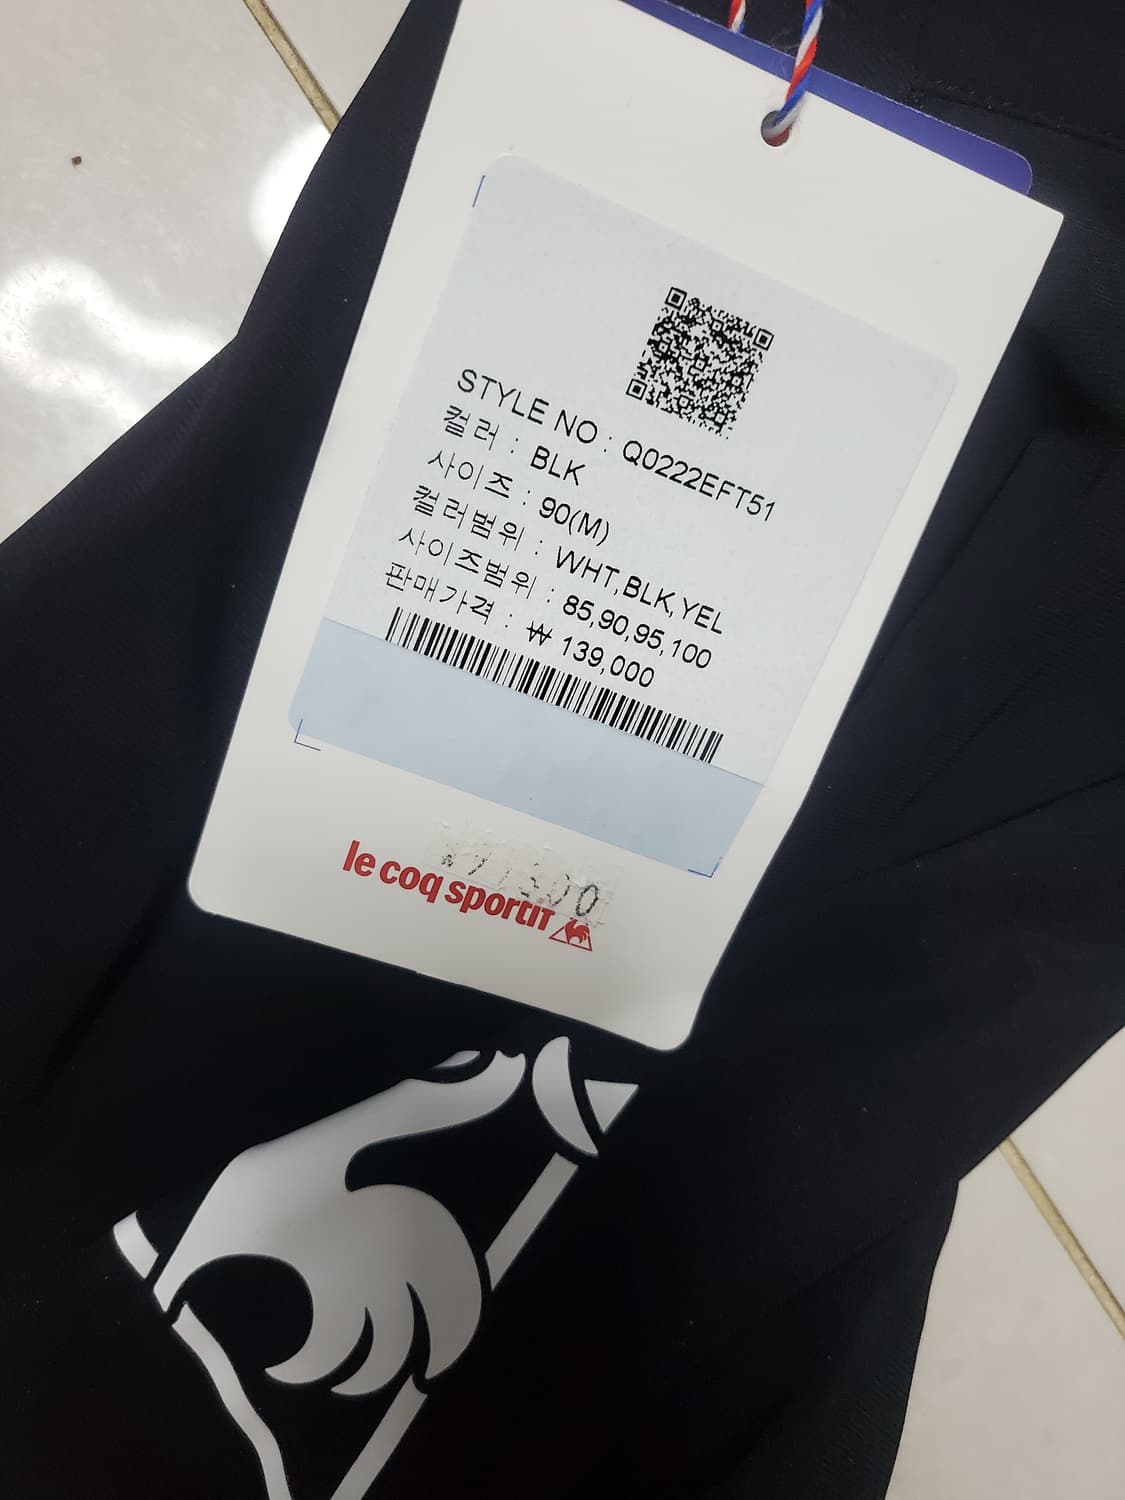 STYLE NO : Q0222EFT51
컬러 : BLK
사이즈 : 90(M)
컬러범위 : WHT,BLK,YEL
사이즈범위 : 85,90,95,100
판매가격 : ₩ 139,000
le coq sportif